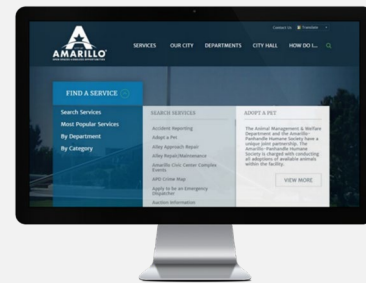 Contact Us Translate
AMARILLO
SERVICES OUR CITY DEPARTMENTS CITY HALL HOW DO I...
FIND A SERVICE
Search Services
Most Popular Services
By Department
By Category
SEARCH SERVICES
Accident Reporting
Adopt a Pet
Alley Approach Repair
Alley Repair/Maintenance
Amarillo Civic Center Complex
Events
APD Crime Map
Apply to be an Emergency
Dispatcher
Auction Information
ADOPT A PET
The Animal Management & Welfare
Department and the Amarillo-
Panhandle Humane Society have a
unique joint partnership. The
Amarillo-Panhandle Humane
Society is charged with conducting
all adoptions of available animals
within the facility.
VIEW MORE